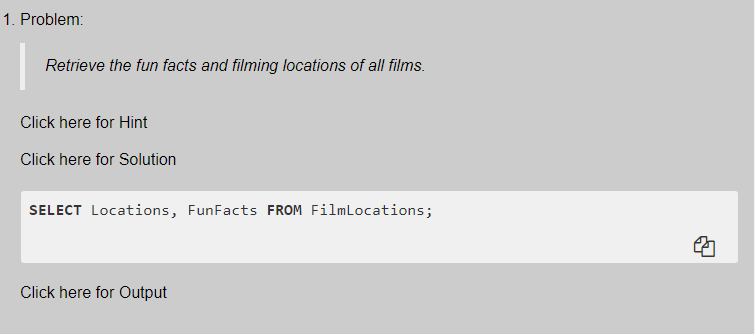 1. Problem:
Retrieve the fun facts and filming locations of all films.
Click here for Hint
Click here for Solution
SELECT Locations, FunFacts FROM FilmLocations;
Click here for Output